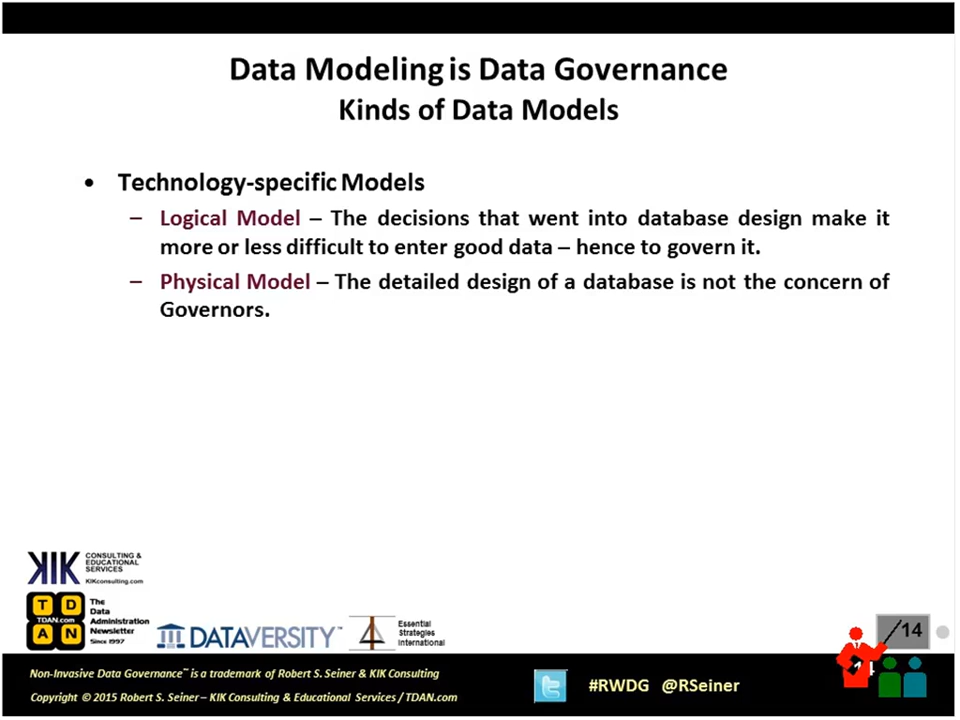 Data Modeling is Data Governance
Kinds of Data Models
• Technology-specific Models
– Logical Model – The decisions that went into database design make it
more or less difficult to enter good data – hence to govern it.
– Physical Model – The detailed design of a database is not the concern of
Governors.
KIK CONSULTING &
EDUCATIONAL
SERVICES
KIKconsulting.com
T D
TDAN.com
A N
The
Data
Administration
Newsletter
Since 1997
DATAVERSITY™
Essential
Strategies
International
14
Non-Invasive Data Governance™ is a trademark of Robert S. Seiner & KIK Consulting
Copyright © 2015 Robert S. Seiner – KIK Consulting & Educational Services / TDAN.com
#RWDG @RSeiner